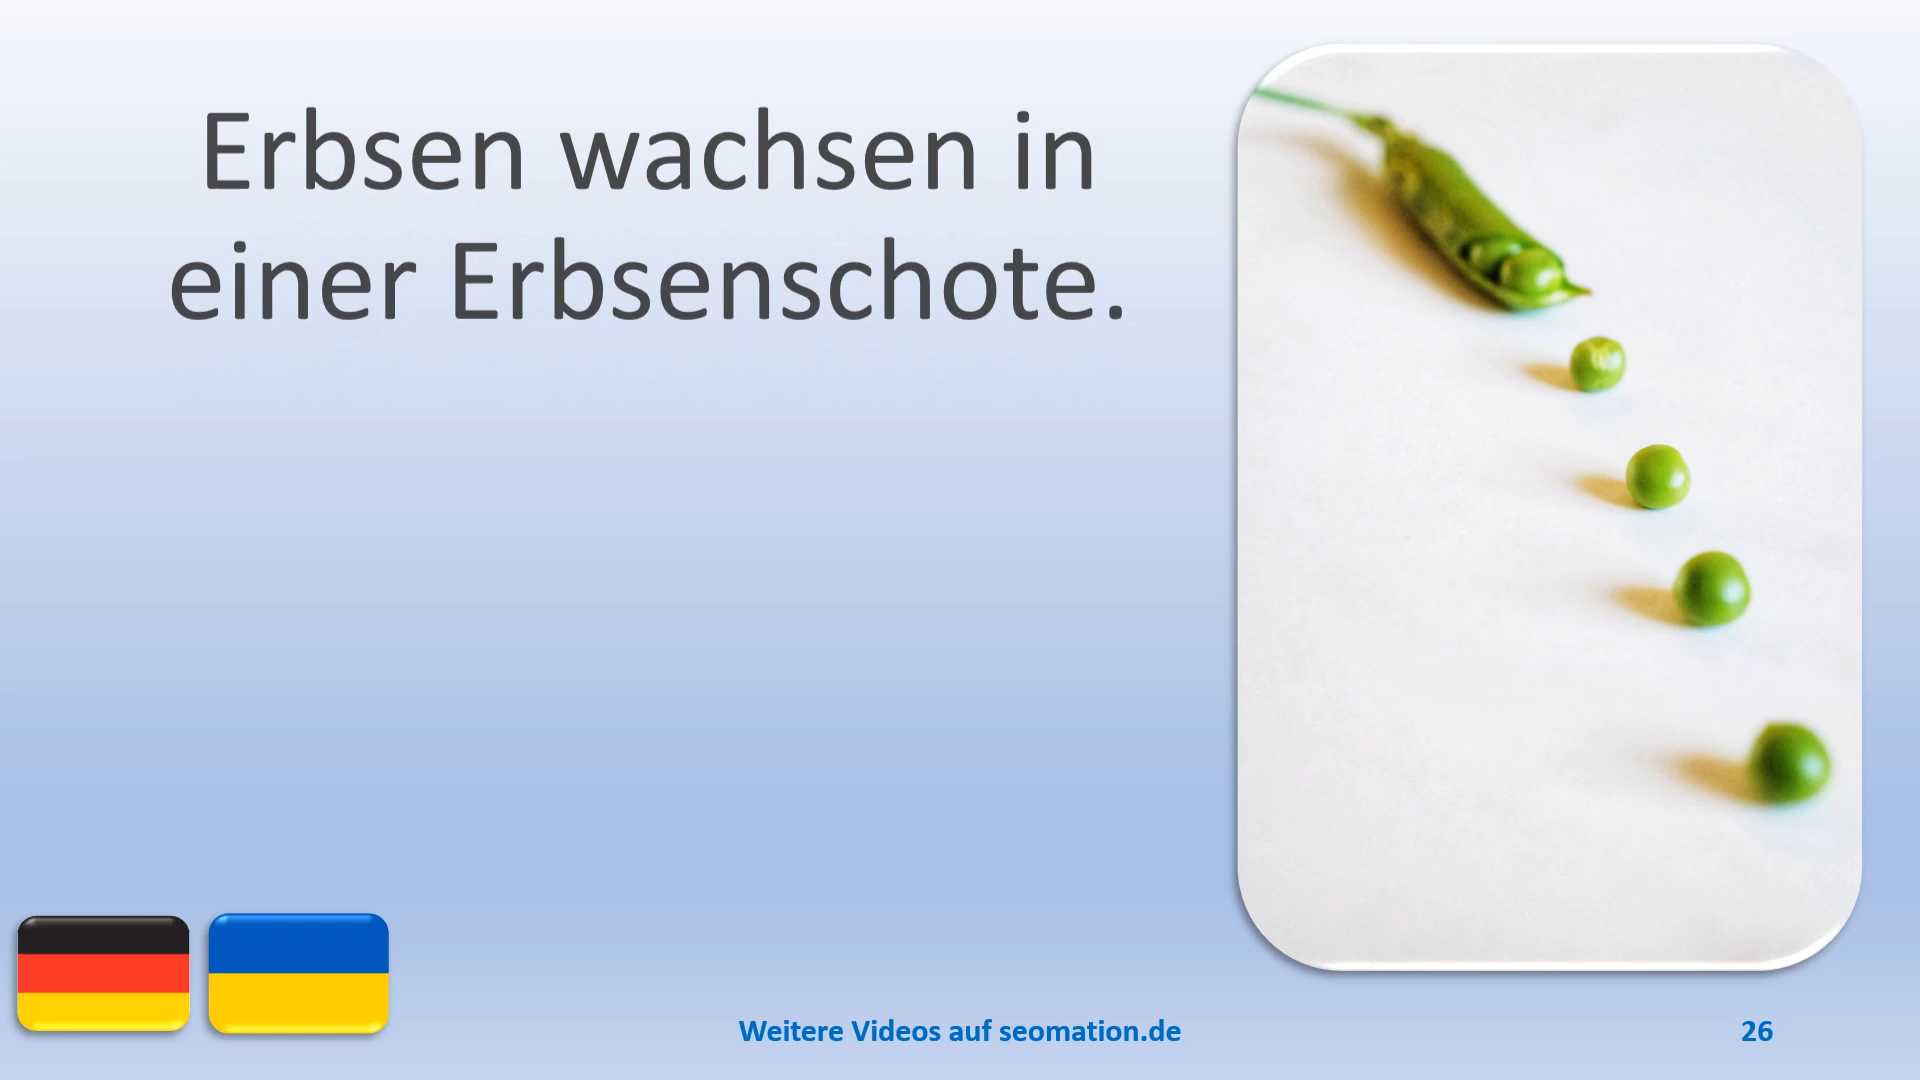 Erbsen wachsen in
einer Erbsenschote.
Weitere Videos auf seomation.de
26